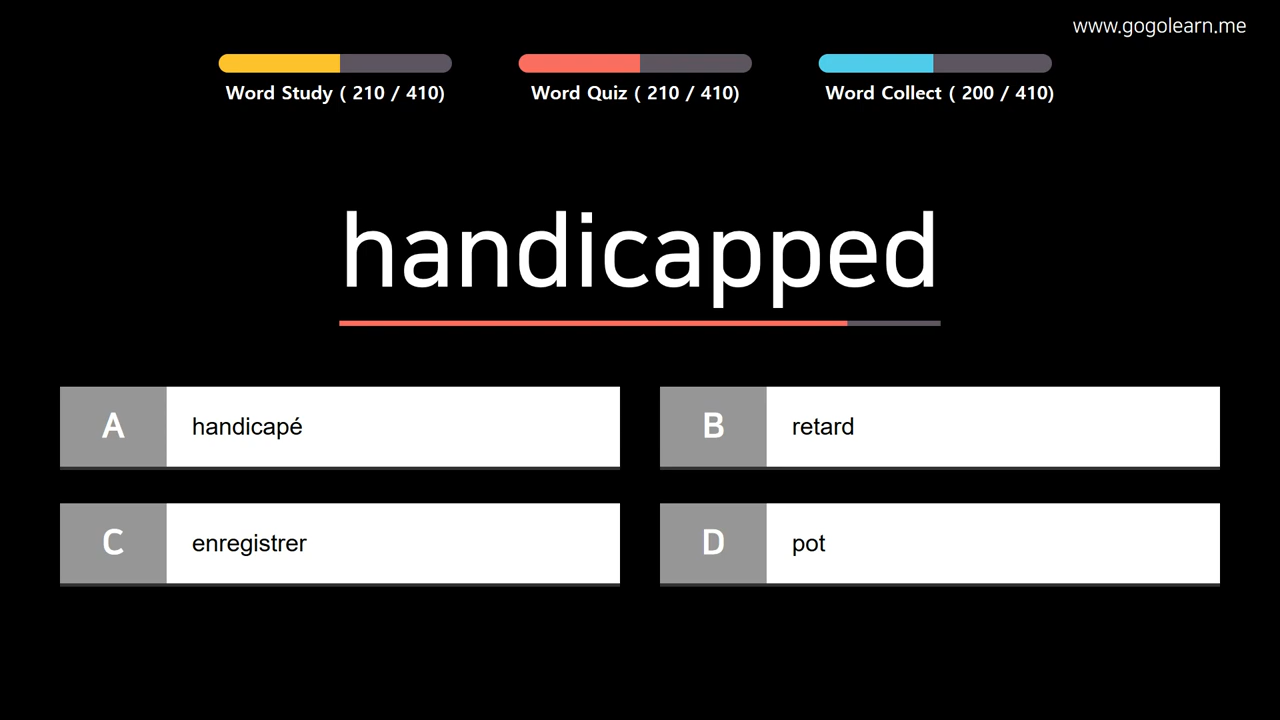 www.gogolearn.me
Word Study ( 210 / 410)
Word Quiz ( 210 / 410)
Word Collect ( 200 / 410)
handicapped
A handicapé
B retard
C enregistrer
D pot